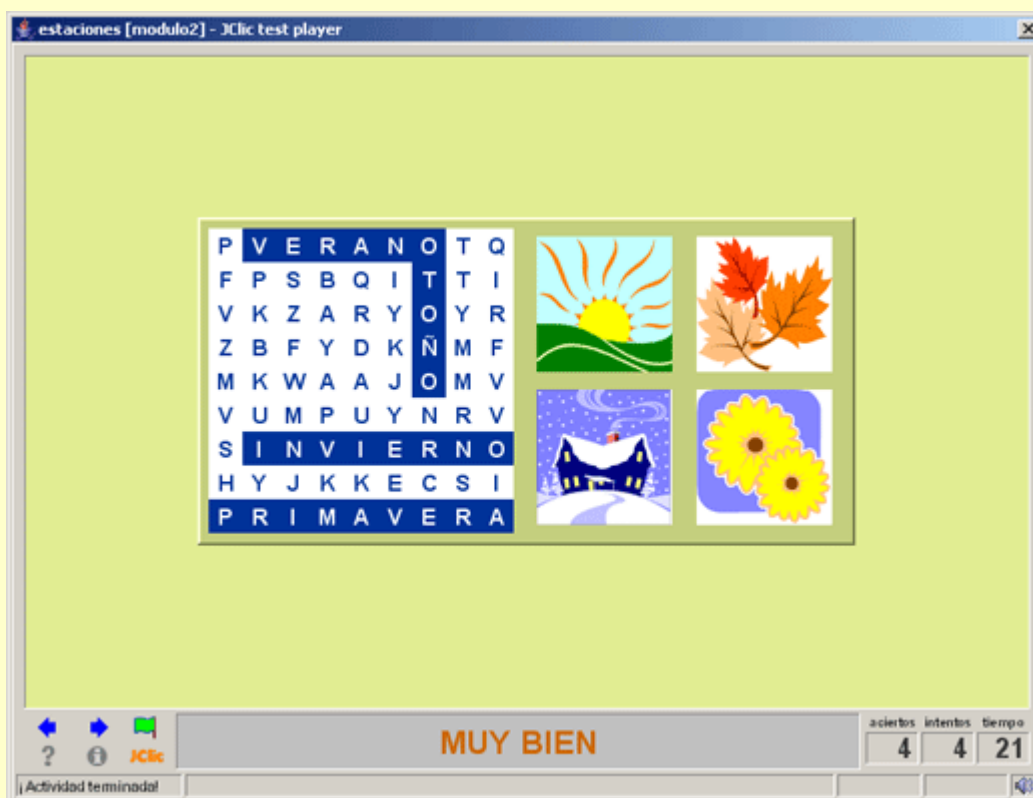 estaciones [modulo2] - JClic test player
P V E R A N O T Q
F P S B Q I T T I
V K Z A R Y O Y R
Z B F Y D K Ñ M F
M K W A A J O M V
V U M P U Y N R V
S I N V I E R N O
H Y J K K E C S I
P R I M A V E R A
MUY BIEN
aciertos intentos tiempo
4 4 21
? i JClic
¡Actividad terminada!